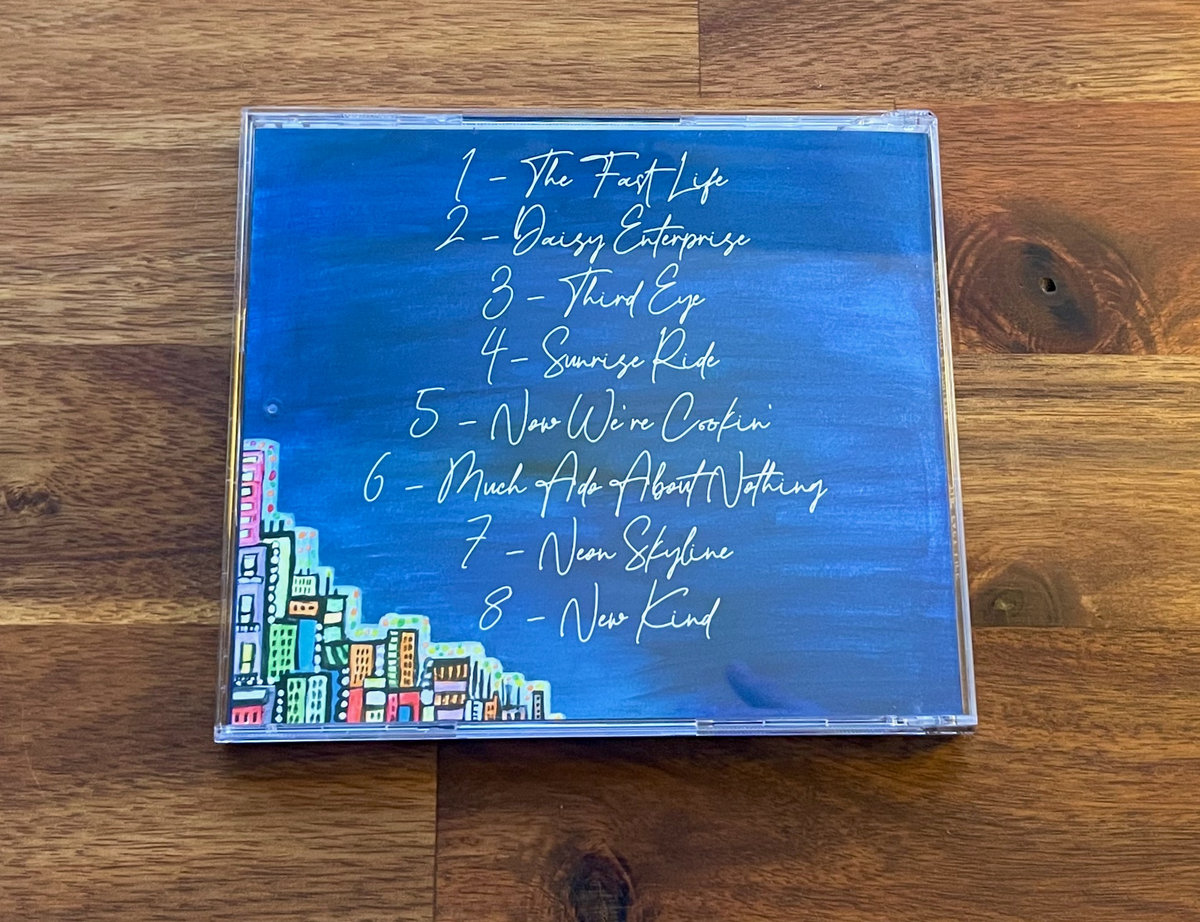 1 - The Fast Life
2 - Daisy Enterprise
3 - Third Eye
4 - Sunrise Ride
5 - Now We're Cookin'
6 - Much Ado About Nothing
7 - Neon Skyline
8 - New Kind